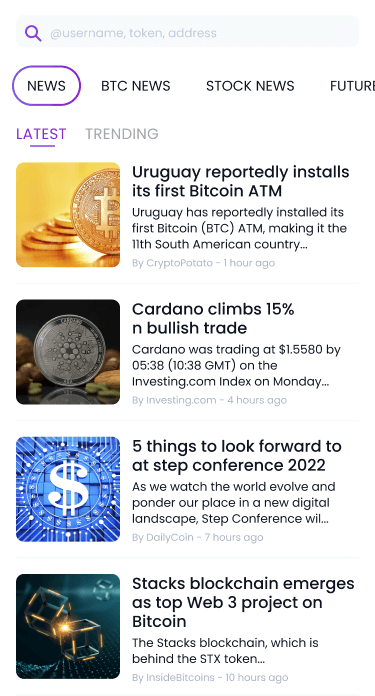 @username, token, address
NEWS
BTC NEWS
STOCK NEWS
FUTURE
LATEST
TRENDING
Uruguay reportedly installs
its first Bitcoin ATM
Uruguay has reportedly installed its
first Bitcoin (BTC) ATM, making it the
11th South American country...
By CryptoPotato - 1 hour ago
CARDANO
Cardano climbs 15%
n bullish trade
Cardano was trading at $1.5580 by
05:38 (10:38 GMT) on the
Investing.com Index on Monday...
By Investing.com - 4 hours ago
5 things to look forward to
at step conference 2022
As we watch the world evolve and
ponder our place in a new digital
landscape, Step Conference wil...
By DailyCoin - 7 hours ago
Stacks blockchain emerges
as top Web 3 project on
Bitcoin
The Stacks blockchain, which is
behind the STX token...
By InsideBitcoins - 10 hours ago